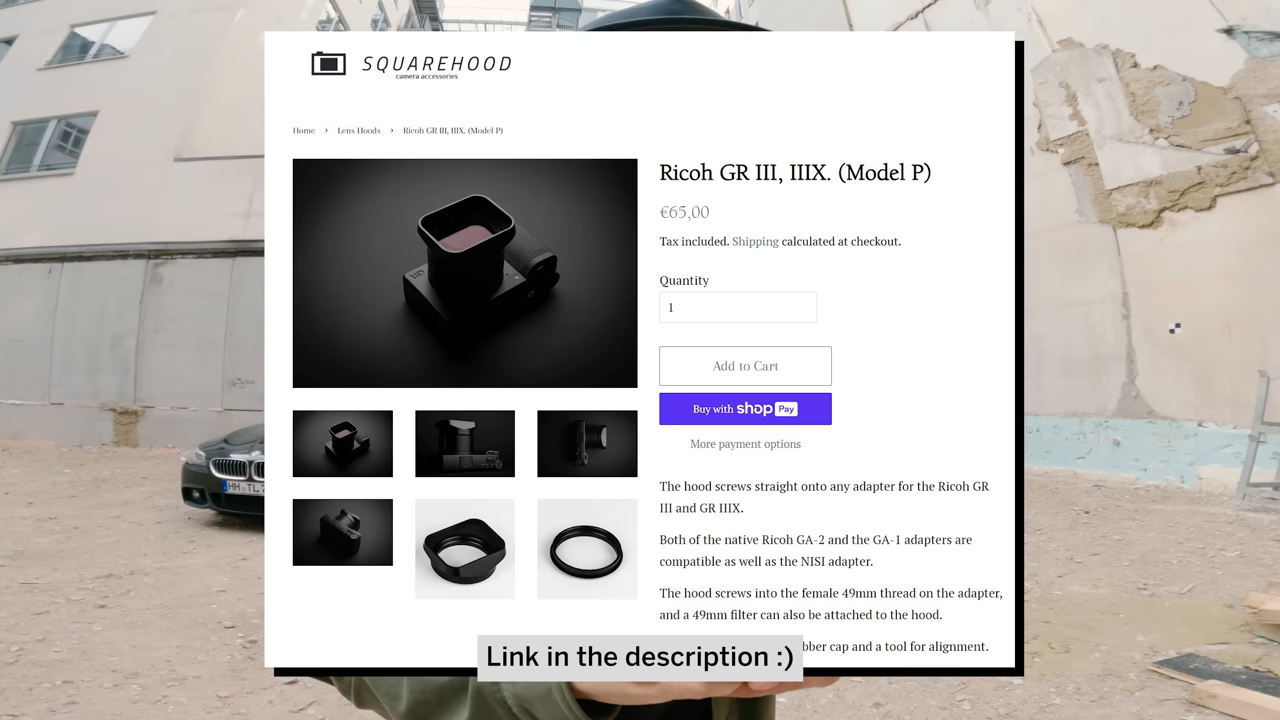 SQUAREHOOD
camera accessories
Home › Lens Hoods › Ricoh GR III, IIIX. (Model P)
Ricoh GR III, IIIX. (Model P)
€65,00
Tax included. Shipping calculated at checkout.
Quantity
1
Add to Cart
Buy with shop Pay
More payment options
The hood screws straight onto any adapter for the Ricoh GR
III and GR IIIX.
Both of the native Ricoh GA-2 and the GA-1 adapters are
compatible as well as the NISI adapter.
The hood screws into the female 49mm thread on the adapter,
and a 49mm filter can also be attached to the hood.
cap and a tool for alignment.
Link in the description :)